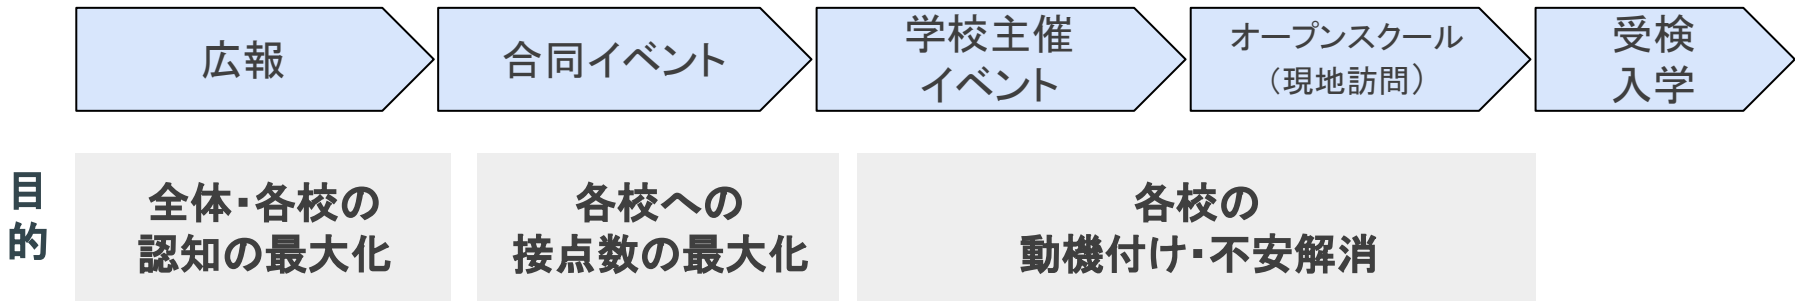 広報
合同イベント
学校主催
イベント
オープンスクール
（現地訪問）
受検
入学
目的
全体・各校の
認知の最大化
各校への
接点数の最大化
各校の
動機付け・不安解消